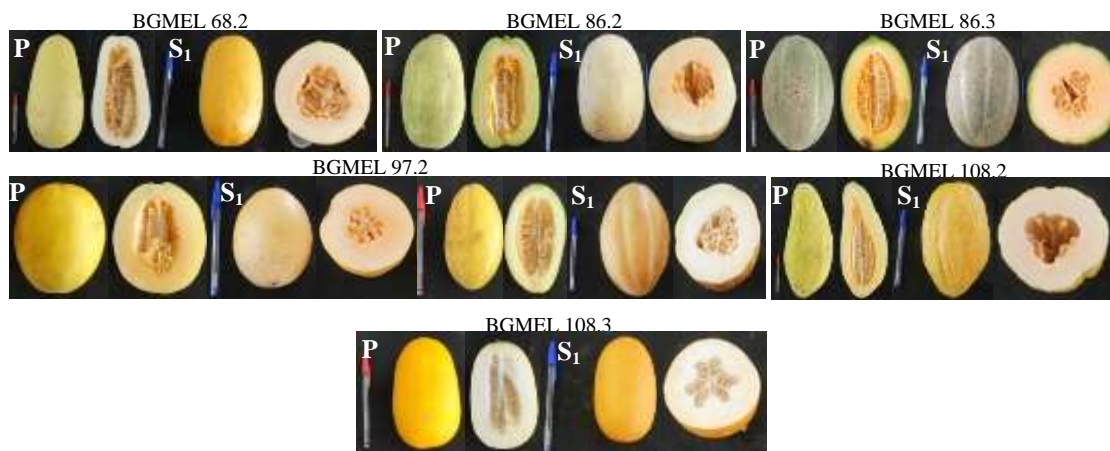 BGMEL 68.2
BGMEL 86.2
BGMEL 86.3
P
S₁
P
S₁
P
S₁
BGMEL 97.2
BGMEL 108.2
P
S₁
P
S₁
P
S₁
BGMEL 108.3
P
S₁